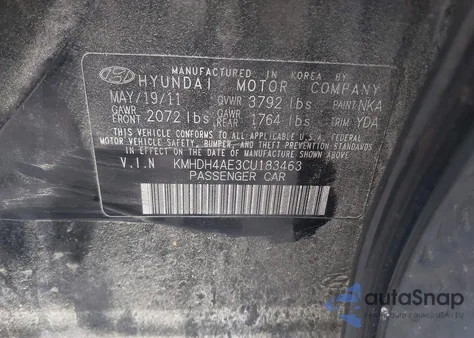 MANUFACTURED IN KOREA BY
HYUNDAI MOTOR COMPANY
MAY/19/11 GVWR 3792 lbs PAINT NKA
GAWR FRONT 2072 lbs GAWR REAR 1764 lbs TRIM YDA
THIS VEHICLE CONFORMS TO ALL APPLICABLE U.S.A. FEDERAL
MOTOR VEHICLE SAFETY, BUMPER, AND THEFT PREVENTION STANDARDS
IN EFFECT ON THE DATE OF MANUFACTURE SHOWN ABOVE.
V.I.N KMHDH4AE3CU183463
PASSENGER CAR
autoSnap